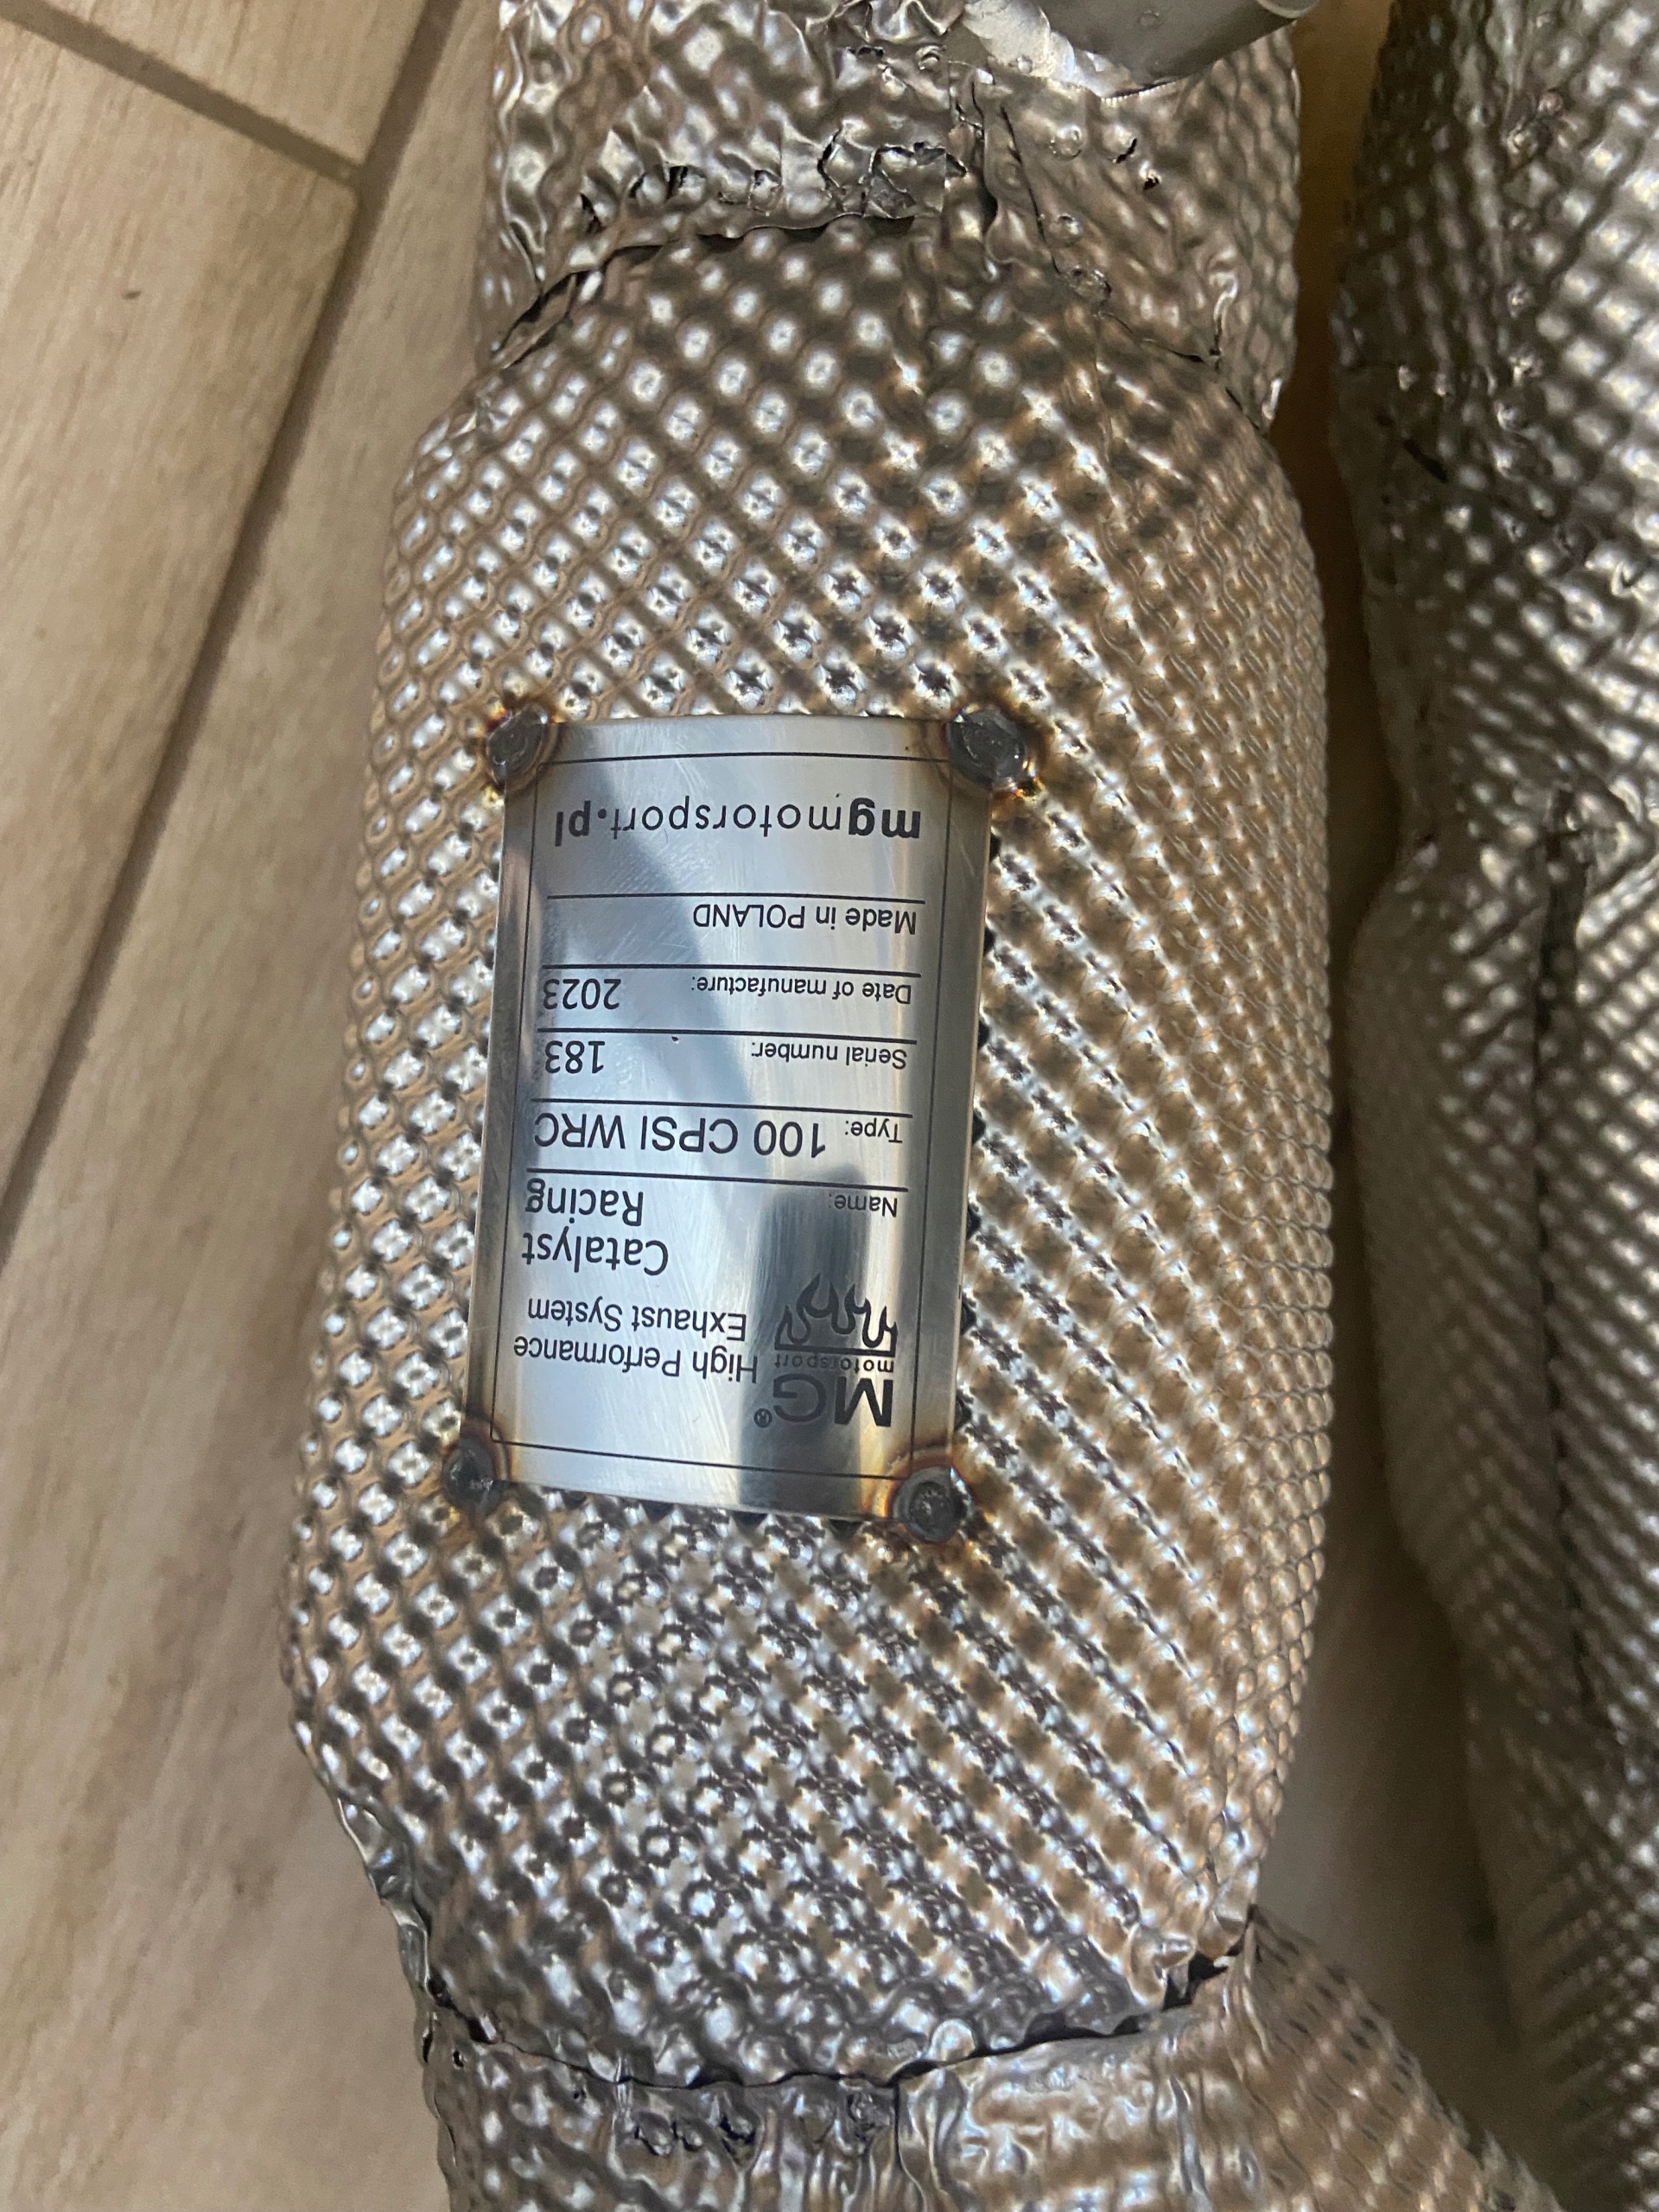 MG®
motorsport
High Performance
Exhaust System
Name: Catalyst
Racing
Type: 100 CPSI WRC
Serial number: 183
Date of manufacture: 2023
Made in POLAND
mgmotorsport.pl